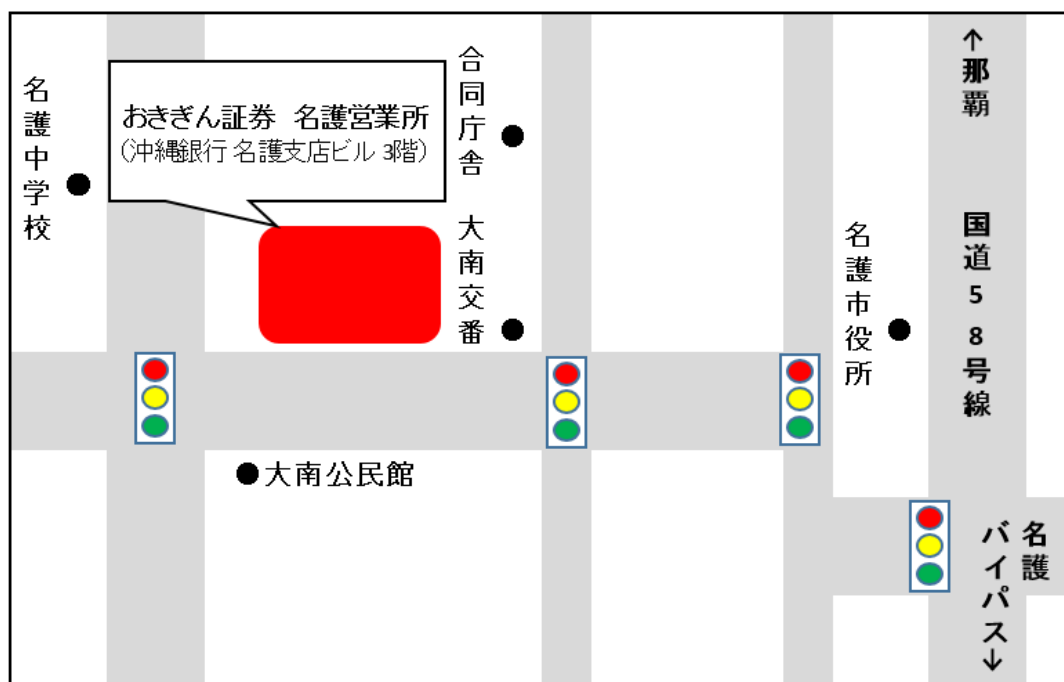 名護中学校
おきぎん証券 名護営業所
(沖縄銀行 名護支店ビル 3階)
合同庁舎
大南交番
名護市役所
↑那覇
国道58号線
大南公民館
名護
バイパス↓